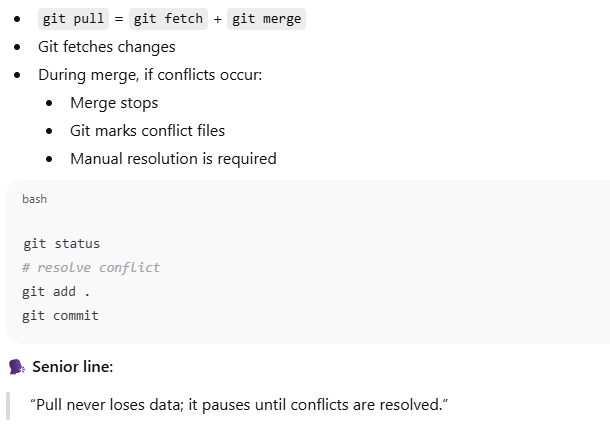 git pull = git fetch + git merge
Git fetches changes
During merge, if conflicts occur:
Merge stops
Git marks conflict files
Manual resolution is required
bash
git status
# resolve conflict
git add .
git commit
Senior line:
“Pull never loses data; it pauses until conflicts are resolved.”